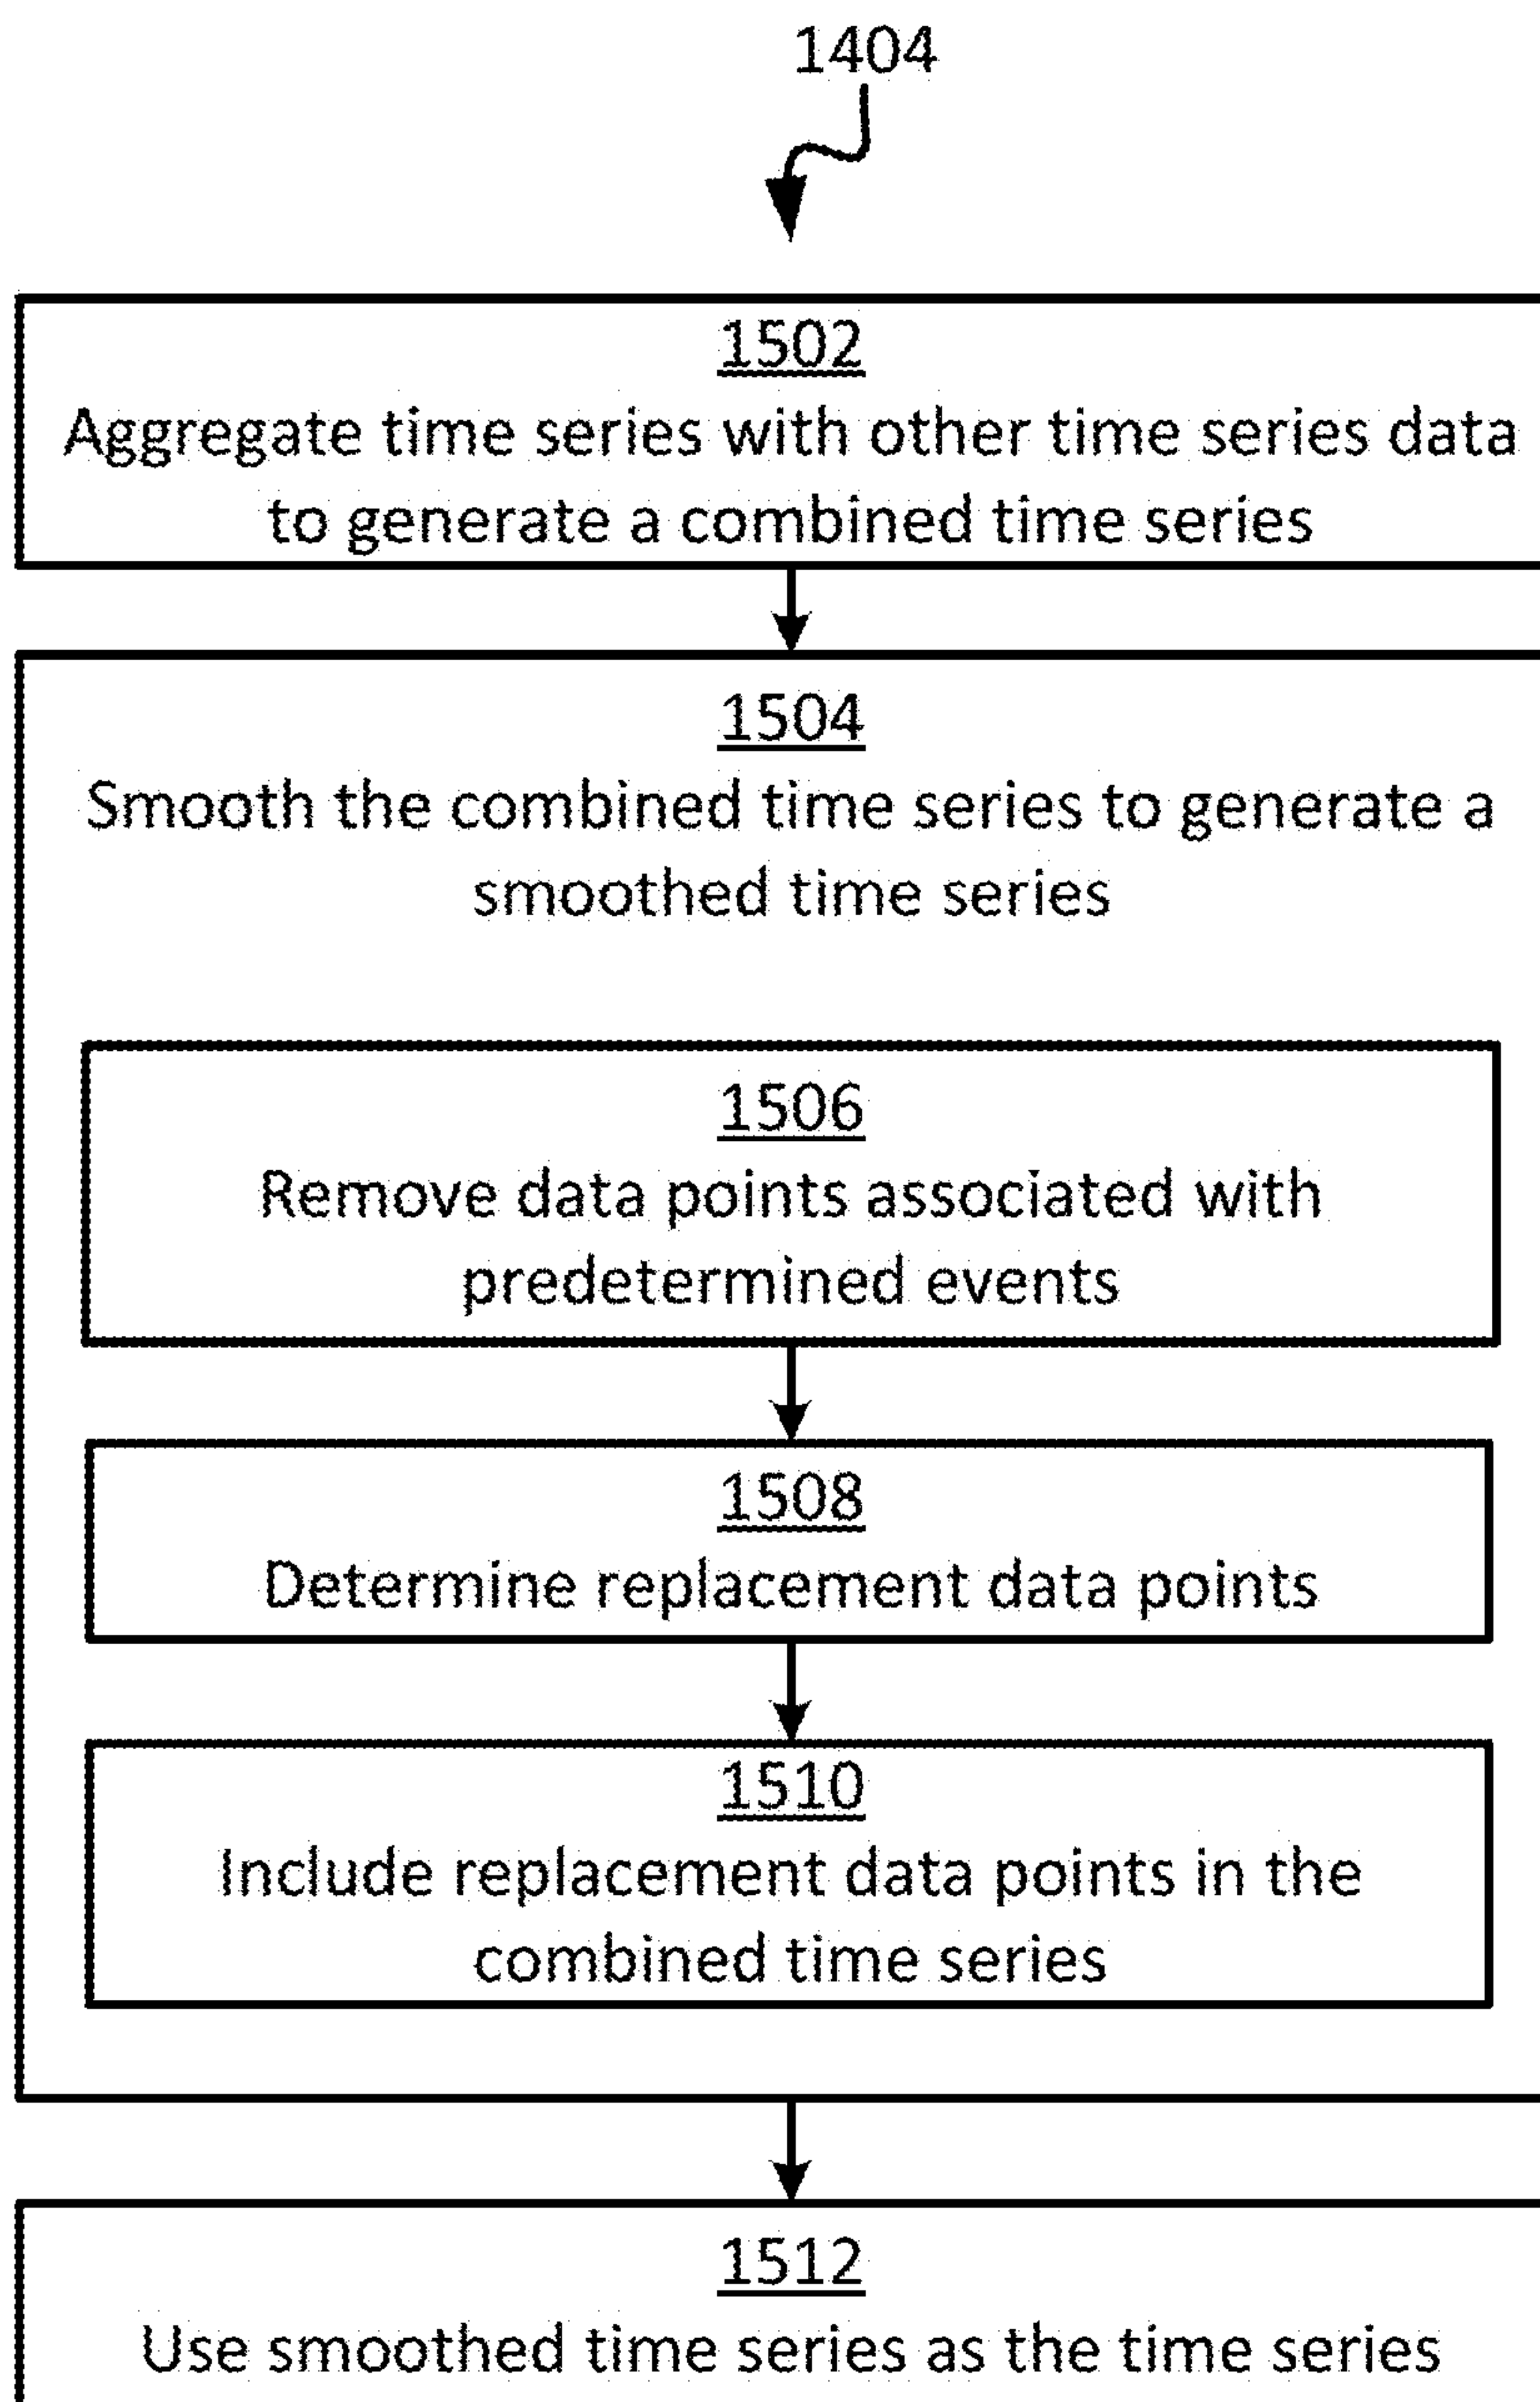 1404
1502
Aggregate time series with other time series data
to generate a combined time series
1504
Smooth the combined time series to generate a
smoothed time series
1506
Remove data points associated with
predetermined events
1508
Determine replacement data points
1510
Include replacement data points in the
combined time series
1512
Use smoothed time series as the time series